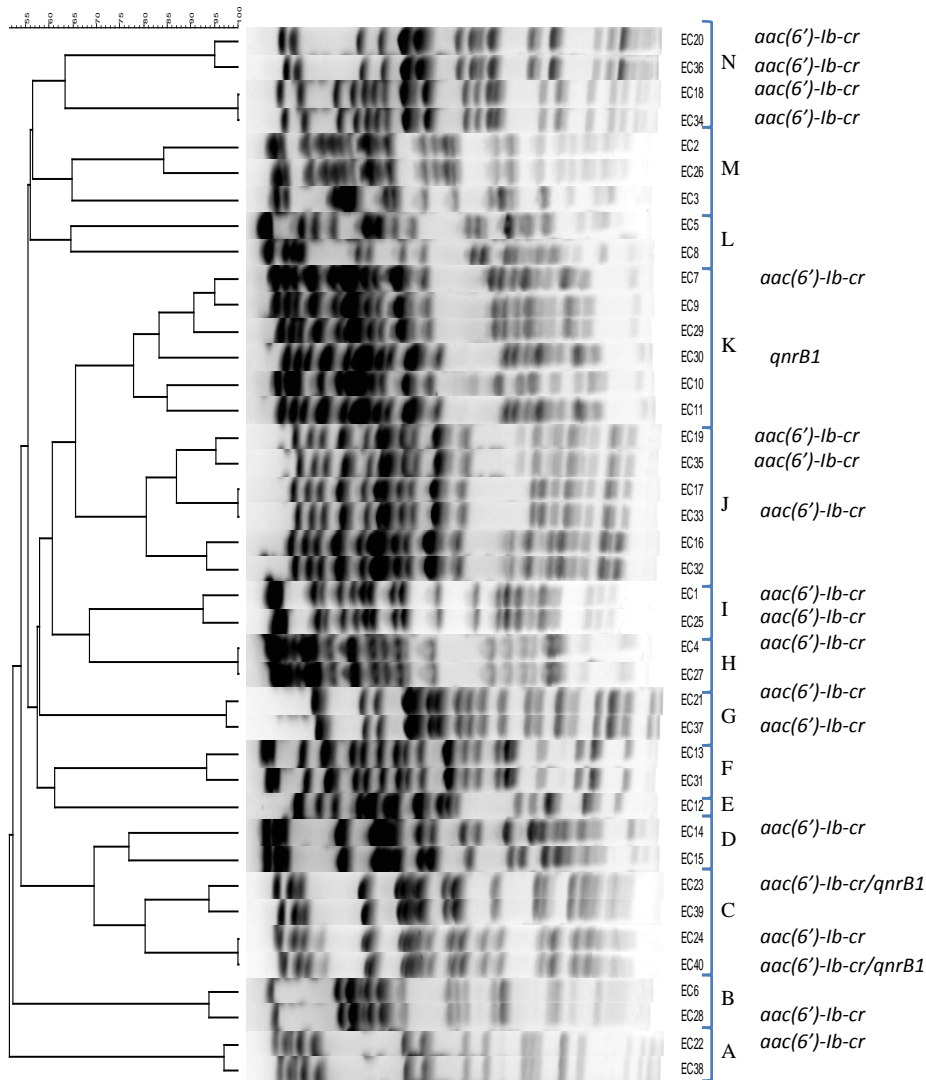 55 60 65 70 75 80 85 90 95 100
EC20 aac(6’)-Ib-cr
EC36 N aac(6’)-Ib-cr
EC18 aac(6’)-Ib-cr
EC34 aac(6’)-Ib-cr
EC2
EC26 M
EC3
EC5
L
EC8
EC7 aac(6’)-Ib-cr
EC9
EC29
K
EC30 qnrB1
EC10
EC11
EC19 aac(6’)-Ib-cr
EC35 aac(6’)-Ib-cr
EC17
J
EC33 aac(6’)-Ib-cr
EC16
EC32
EC1 aac(6’)-Ib-cr
I
EC25 aac(6’)-Ib-cr
EC4 aac(6’)-Ib-cr
H
EC27
EC21 aac(6’)-Ib-cr
G
EC37 aac(6’)-Ib-cr
EC13
F
EC31
EC12 E
EC14 aac(6’)-Ib-cr
D
EC15
EC23 aac(6’)-Ib-cr/qnrB1
EC39 C
EC24 aac(6’)-Ib-cr
EC40 aac(6’)-Ib-cr/qnrB1
EC6
B
EC28 aac(6’)-Ib-cr
EC22 aac(6’)-Ib-cr
A
EC38